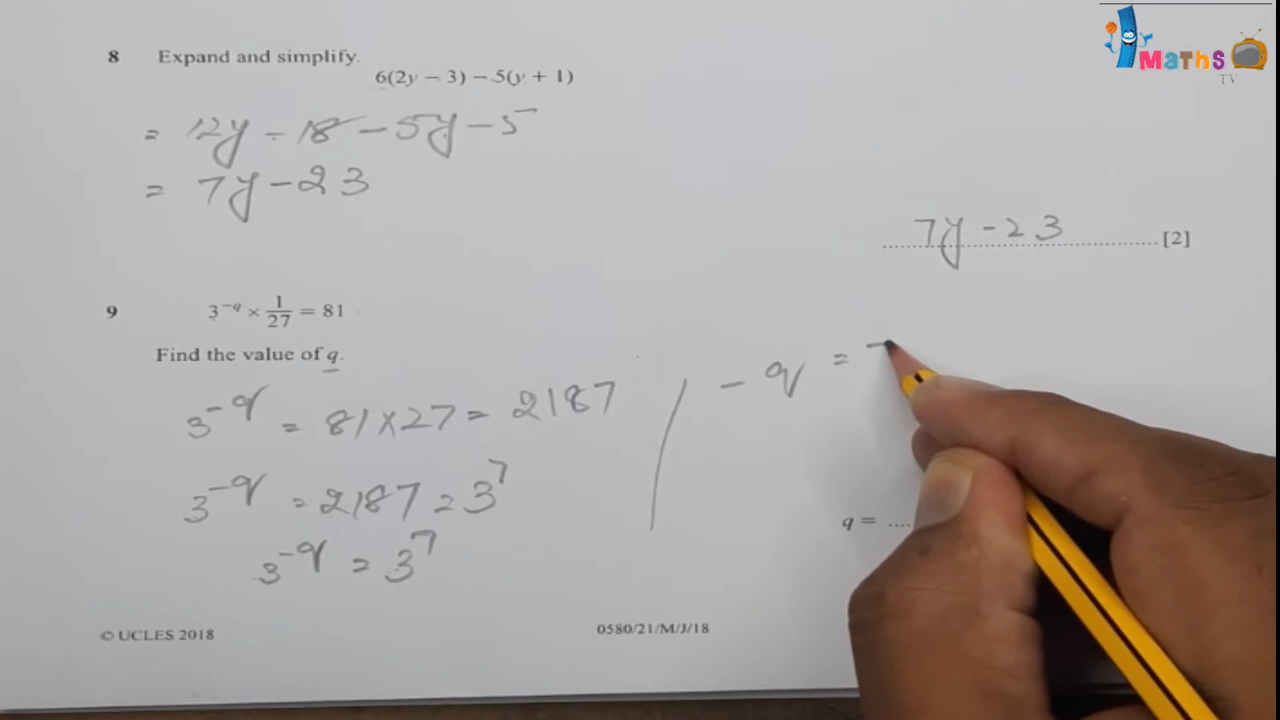 MaTHS
TV
8 Expand and simplify.
6(2y − 3) − 5(y + 1)
= 12y - 18 - 5y - 5
= 7y - 23
7y - 23 [2]
9 3^−q × 1/27 = 81
Find the value of q.
3^-q = 81 × 27 = 2187
3^-q = 2187 = 3^7
3^-q = 3^7
- q =
q = ....
© UCLES 2018
0580/21/M/J/18